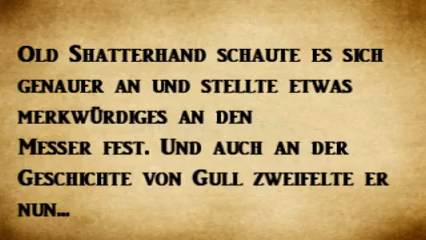 Old Shatterhand schaute es sich
genauer an und stellte etwas
merkwürdiges an den
Messer fest. Und auch an der
Geschichte von Gull zweifelte er
nun...